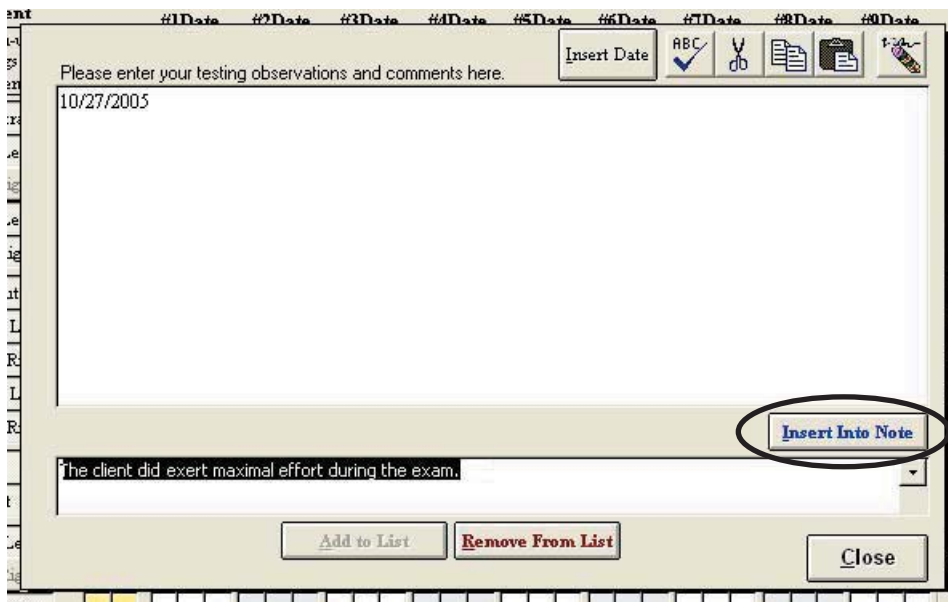 ent #1Date #2Date #3Date #4Date #5Date #6Date #7Date #8Date #9Date
Insert Date
ABC
Please enter your testing observations and comments here.
10/27/2005
Insert Into Note
The client did exert maximal effort during the exam.
Add to List Remove From List
Close